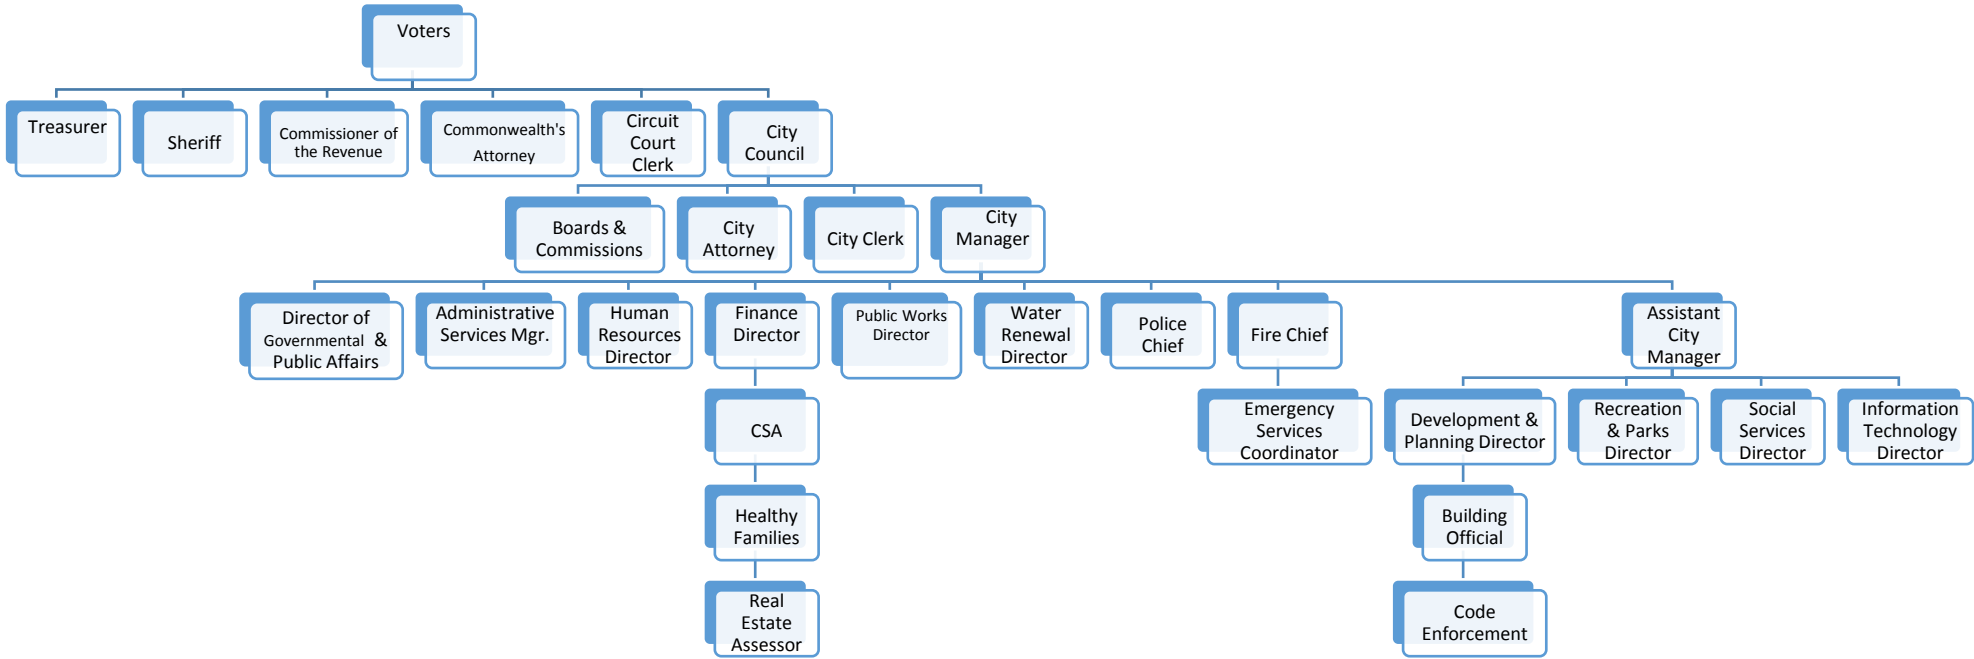 Voters
Treasurer
Sheriff
Commissioner of
the Revenue
Commonwealth's
Attorney
Circuit
Court
Clerk
City
Council
Boards &
Commissions
City
Attorney
City Clerk
City
Manager
Director of
Governmental &
Public Affairs
Administrative
Services Mgr.
Human
Resources
Director
Finance
Director
Public Works
Director
Water
Renewal
Director
Police
Chief
Fire Chief
Assistant
City
Manager
CSA
Emergency
Services
Coordinator
Development &
Planning Director
Recreation
& Parks
Director
Social
Services
Director
Information
Technology
Director
Healthy
Families
Building
Official
Real
Estate
Assessor
Code
Enforcement